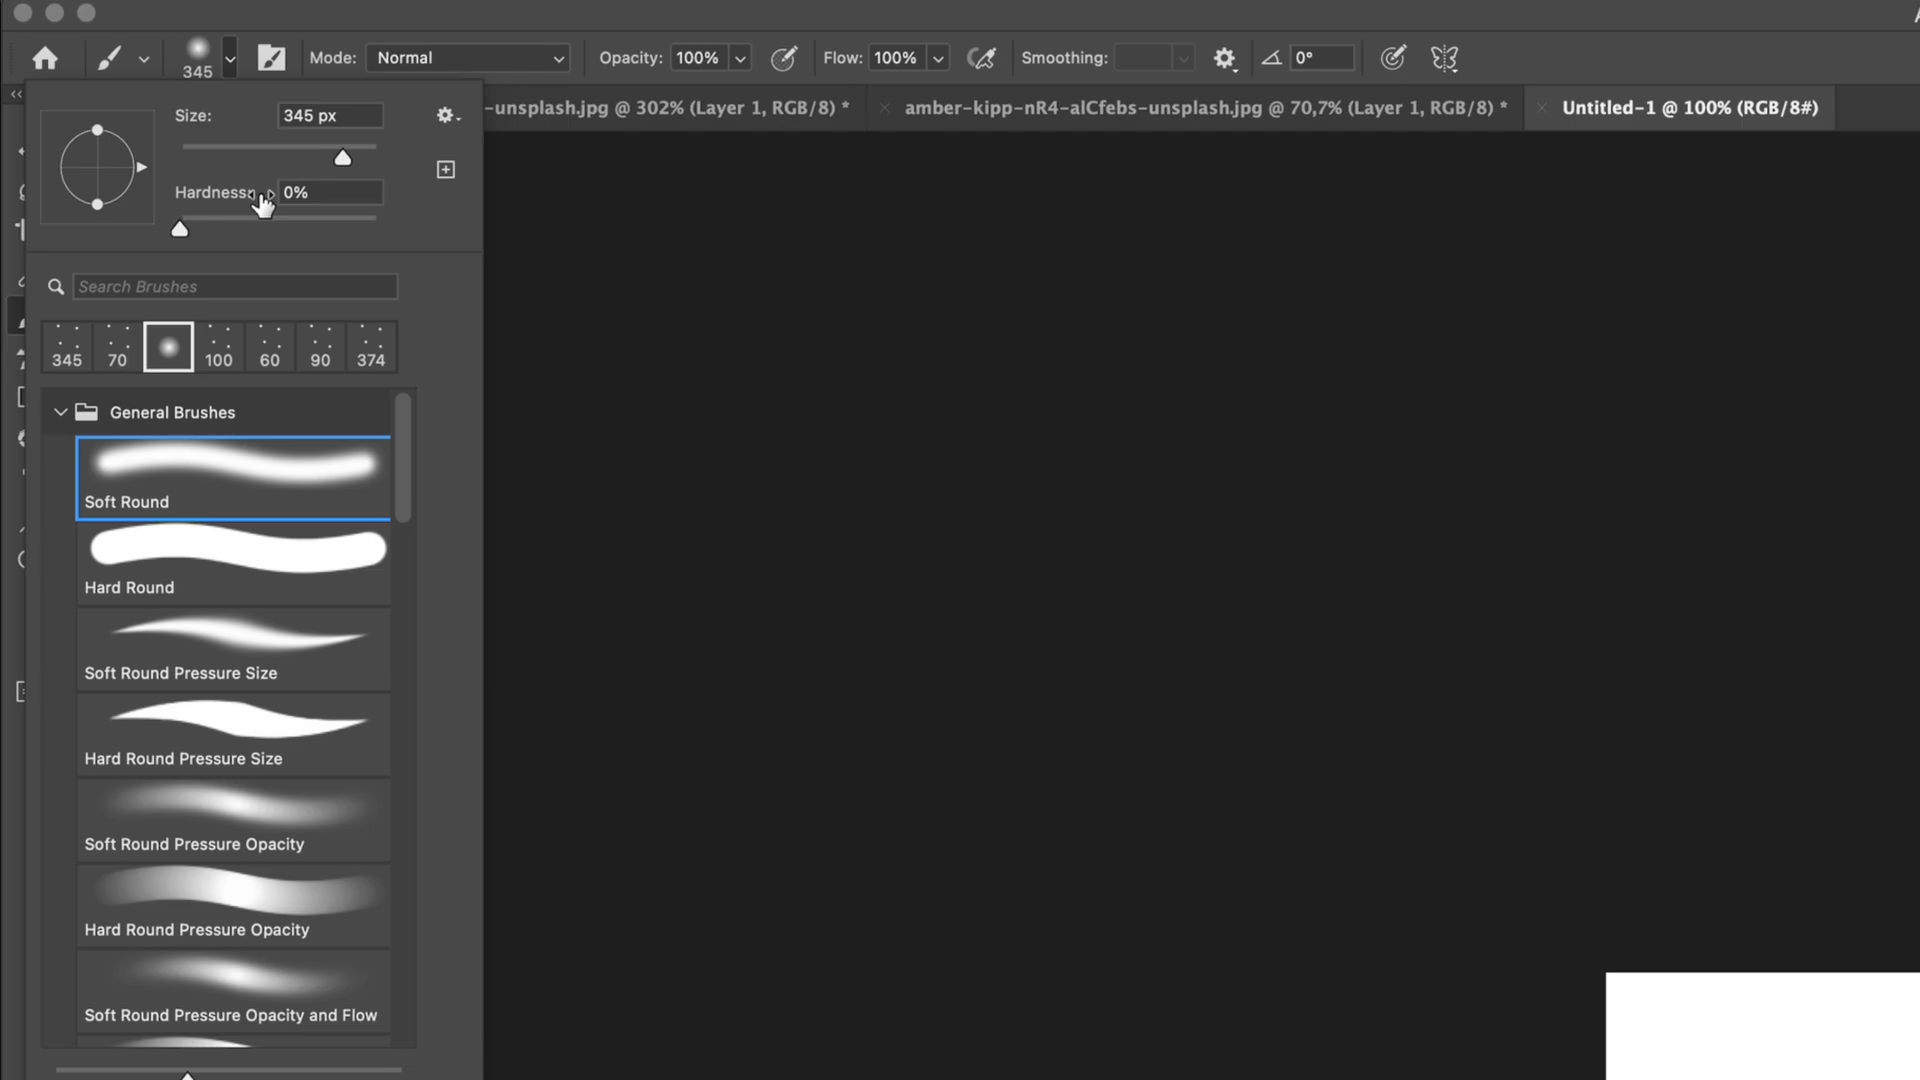 345
Mode: Normal
Opacity: 100%
Flow: 100%
Smoothing:
0°
-unsplash.jpg @ 302% (Layer 1, RGB/8) *
amber-kipp-nR4-alCfebs-unsplash.jpg @ 70,7% (Layer 1, RGB/8) *
Untitled-1 @ 100% (RGB/8#)
Size: 345 px
Hardness: 0%
Search Brushes
345 70 100 60 90 374
General Brushes
Soft Round
Hard Round
Soft Round Pressure Size
Hard Round Pressure Size
Soft Round Pressure Opacity
Hard Round Pressure Opacity
Soft Round Pressure Opacity and Flow